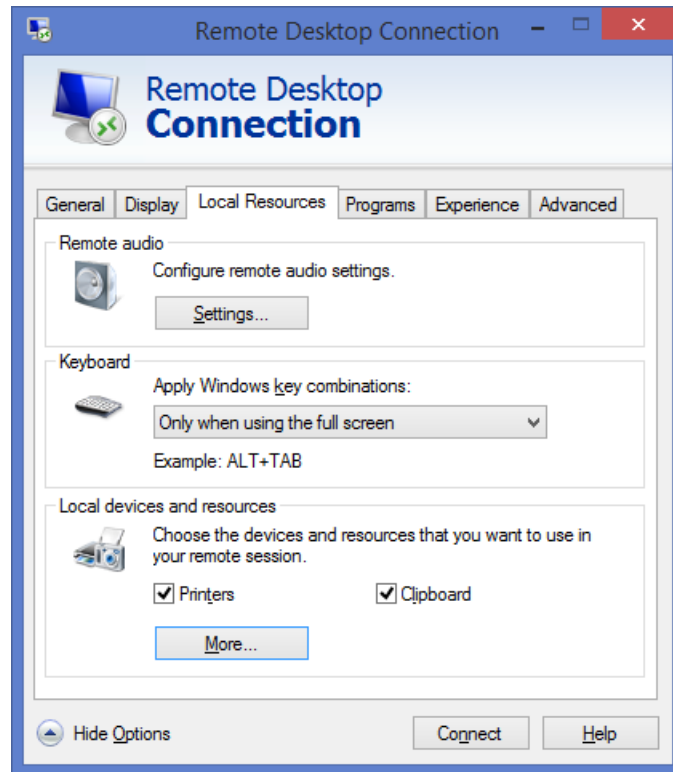 Remote Desktop Connection
Remote Desktop
Connection
General Display Local Resources Programs Experience Advanced
Remote audio
Configure remote audio settings.
Settings...
Keyboard
Apply Windows key combinations:
Only when using the full screen
Example: ALT+TAB
Local devices and resources
Choose the devices and resources that you want to use in
your remote session.
Printers Clipboard
More...
Hide Options Connect Help